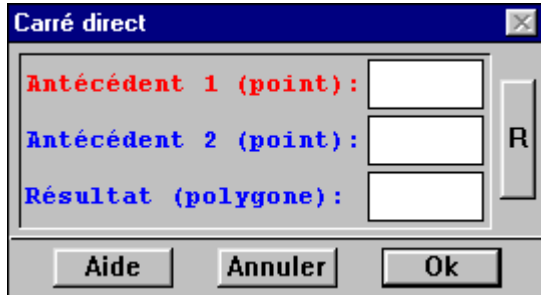 Carré direct
Antécédent 1 (point):
Antécédent 2 (point):
R
Résultat (polygone):
Aide Annuler Ok